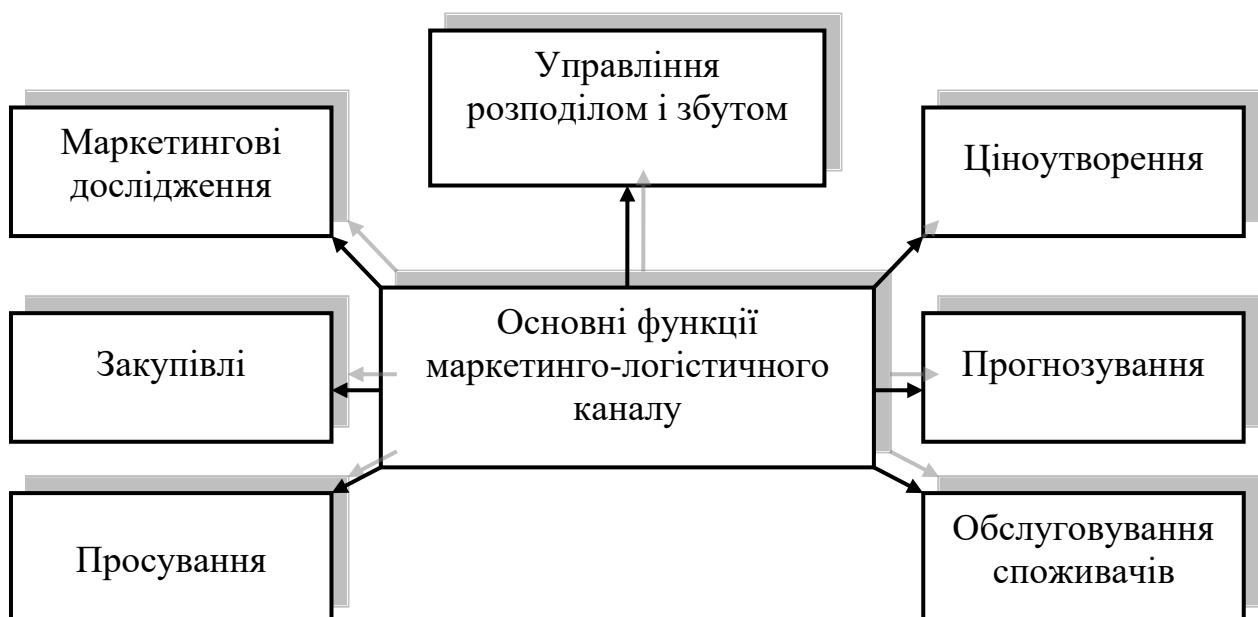 Управління
розподілом і збутом
Маркетингові
дослідження
Ціноутворення
Основні функції
маркетинго-логістичного
каналу
Закупівлі
Прогнозування
Просування
Обслуговування
споживачів